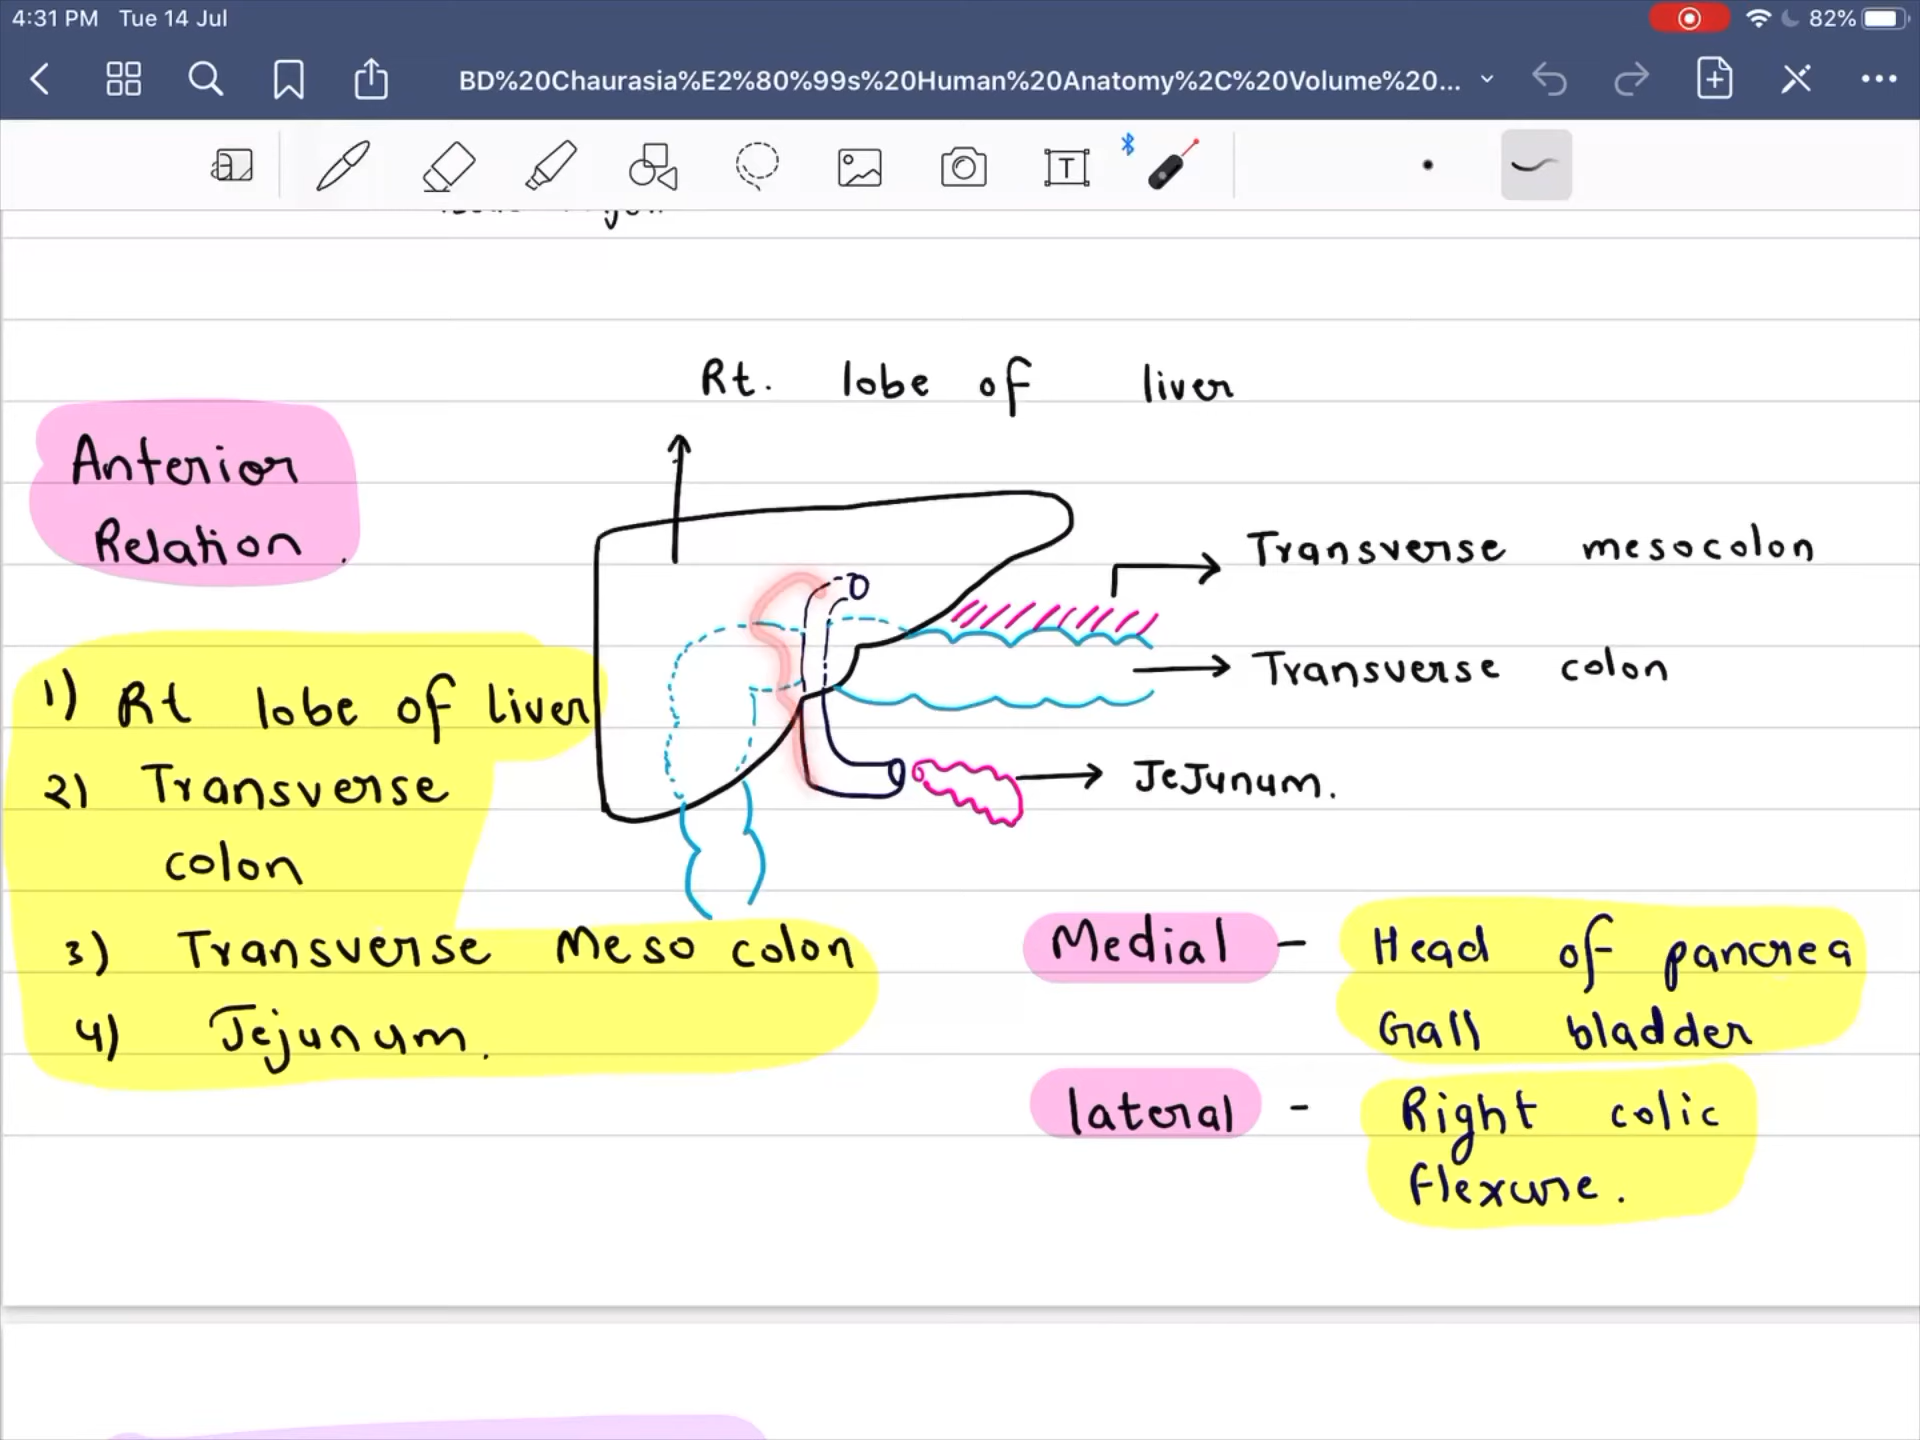 4:31 PM Tue 14 Jul
82%
BD%20Chaurasia%E2%80%99s%20Human%20Anatomy%2C%20Volume%20...
Rt. lobe of liver
Anterior
Relation.
Transverse mesocolon
Transverse colon
1) Rt lobe of liver
2) Transverse
colon
JeJunum.
3) Transverse Meso colon
4) Jejunum.
Medial - Head of pancrea
Gall bladder
lateral - Right colic
flexure.